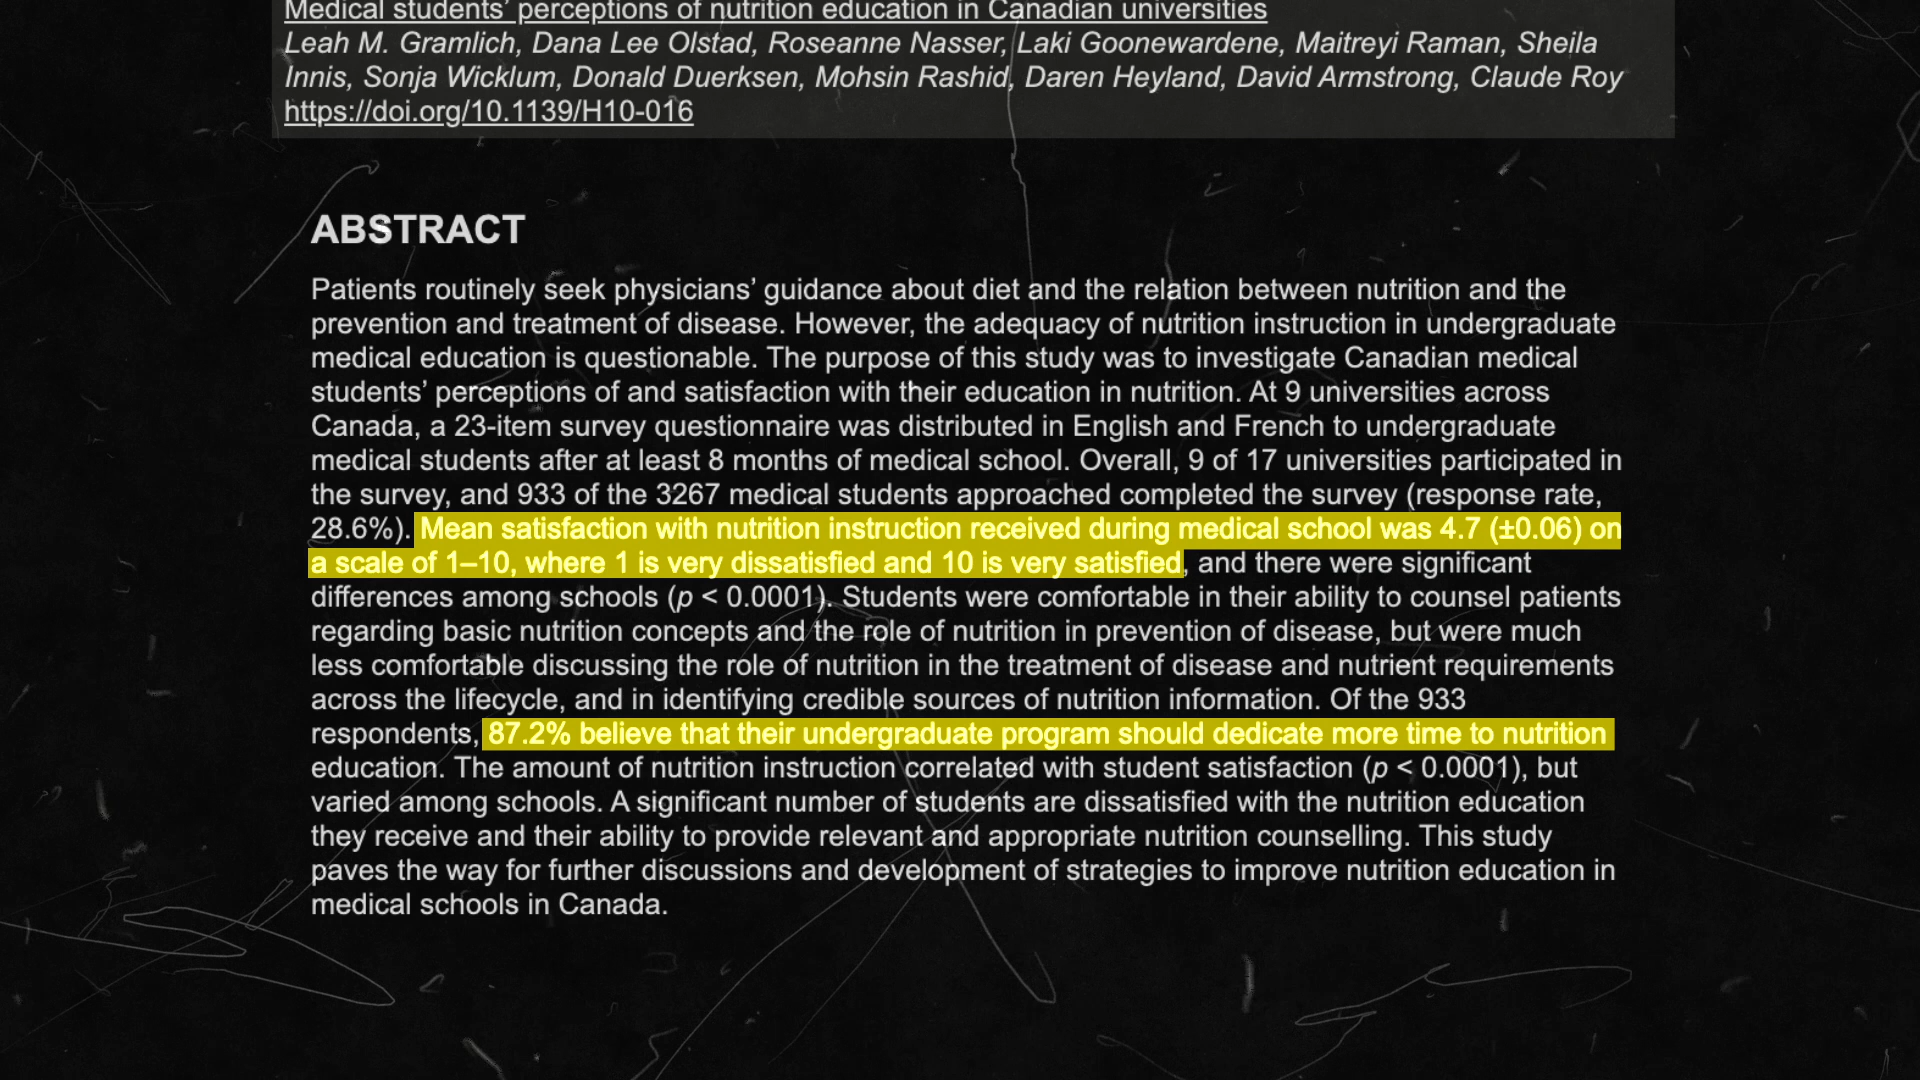 Medical students’ perceptions of nutrition education in Canadian universities
Leah M. Gramlich, Dana Lee Olstad, Roseanne Nasser, Laki Goonewardene, Maitreyi Raman, Sheila
Innis, Sonja Wicklum, Donald Duerksen, Mohsin Rashid, Daren Heyland, David Armstrong, Claude Roy
https://doi.org/10.1139/H10-016
ABSTRACT
Patients routinely seek physicians’ guidance about diet and the relation between nutrition and the
prevention and treatment of disease. However, the adequacy of nutrition instruction in undergraduate
medical education is questionable. The purpose of this study was to investigate Canadian medical
students’ perceptions of and satisfaction with their education in nutrition. At 9 universities across
Canada, a 23-item survey questionnaire was distributed in English and French to undergraduate
medical students after at least 8 months of medical school. Overall, 9 of 17 universities participated in
the survey, and 933 of the 3267 medical students approached completed the survey (response rate,
28.6%). Mean satisfaction with nutrition instruction received during medical school was 4.7 (±0.06) on
a scale of 1–10, where 1 is very dissatisfied and 10 is very satisfied, and there were significant
differences among schools (p < 0.0001). Students were comfortable in their ability to counsel patients
regarding basic nutrition concepts and the role of nutrition in prevention of disease, but were much
less comfortable discussing the role of nutrition in the treatment of disease and nutrient requirements
across the lifecycle, and in identifying credible sources of nutrition information. Of the 933
respondents, 87.2% believe that their undergraduate program should dedicate more time to nutrition
education. The amount of nutrition instruction correlated with student satisfaction (p < 0.0001), but
varied among schools. A significant number of students are dissatisfied with the nutrition education
they receive and their ability to provide relevant and appropriate nutrition counselling. This study
paves the way for further discussions and development of strategies to improve nutrition education in
medical schools in Canada.